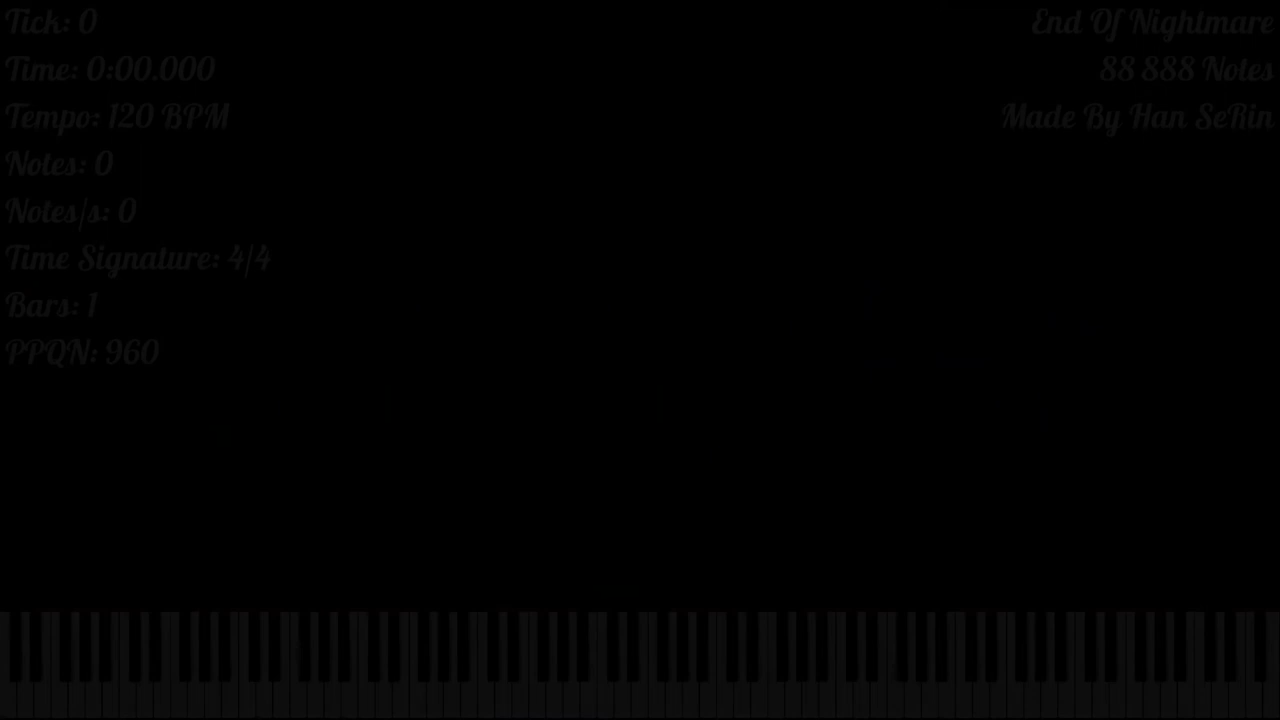 Tick: 0
Time: 0:00.000
Tempo: 120 BPM
Notes: 0
Notes/s: 0
Time Signature: 4/4
Bars: 1
PPQN: 960
End Of Nightmare
88 888 Notes
Made By Han SeRin